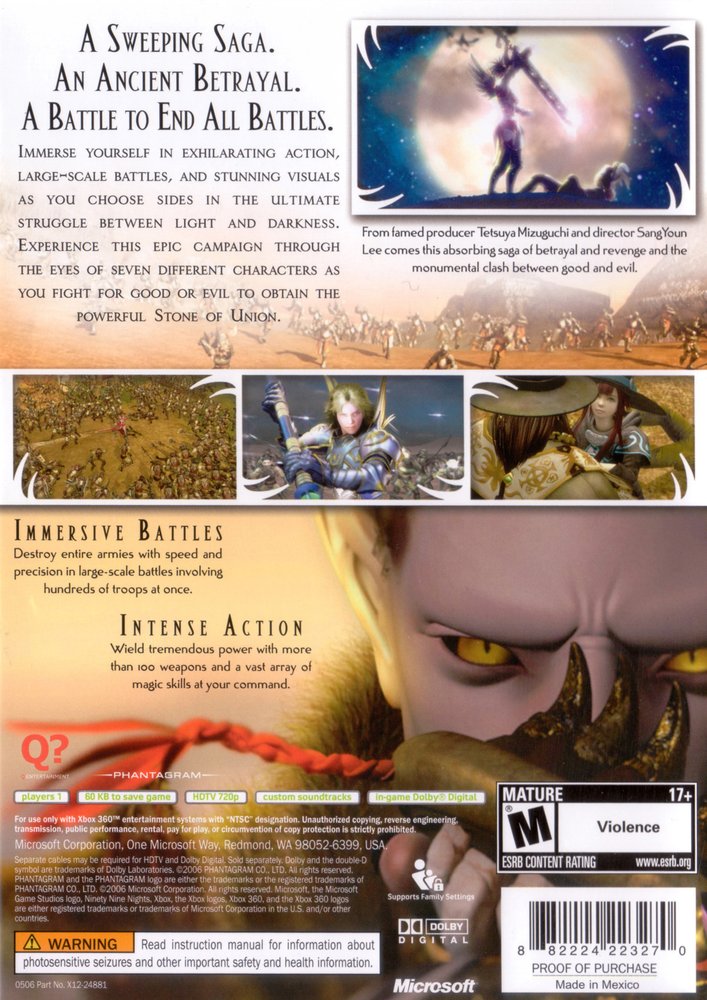 A Sweeping Saga.
An Ancient Betrayal.
A Battle to End All Battles.
Immerse yourself in exhilarating action,
large-scale battles, and stunning visuals
as you choose sides in the ultimate
struggle between light and darkness.
Experience this epic campaign through
the eyes of seven different characters as
you fight for good or evil to obtain the
powerful Stone of Union.
From famed producer Tetsuya Mizuguchi and director SangYoun
Lee comes this absorbing saga of betrayal and revenge and the
monumental clash between good and evil.
Immersive Battles
Destroy entire armies with speed and
precision in large-scale battles involving
hundreds of troops at once.
Intense Action
Wield tremendous power with more
than 100 weapons and a vast array of
magic skills at your command.
Q?
ENTERTAINMENT
PHANTAGRAM
players 1
60 KB to save game
HDTV 720p
custom soundtracks
in-game Dolby® Digital
For use only with Xbox 360™ entertainment systems with "NTSC" designation. Unauthorized copying, reverse engineering,
transmission, public performance, rental, pay for play, or circumvention of copy protection is strictly prohibited.
Microsoft Corporation, One Microsoft Way, Redmond, WA 98052-6399, USA.
Separate cables may be required for HDTV and Dolby Digital. Sold separately. Dolby and the double-D
symbol are trademarks of Dolby Laboratories. ©2006 PHANTAGRAM CO., LTD. All rights reserved.
PHANTAGRAM and the PHANTAGRAM logo are either the trademarks or the registered trademarks of
PHANTAGRAM CO., LTD. ©2006 Microsoft Corporation. All rights reserved. Microsoft, the Microsoft
Game Studios logo, Ninety Nine Nights, Xbox, the Xbox logos, Xbox 360, and the Xbox 360 logos
are either registered trademarks or trademarks of Microsoft Corporation in the U.S. and/or other
countries.
WARNING Read instruction manual for information about
photosensitive seizures and other important safety and health information.
0506 Part No. X12-24881
Supports Family Settings
DOLBY
DIGITAL
Microsoft
MATURE 17+
M®
Violence
ESRB CONTENT RATING www.esrb.org
8 82224 22327 0
PROOF OF PURCHASE
Made in Mexico